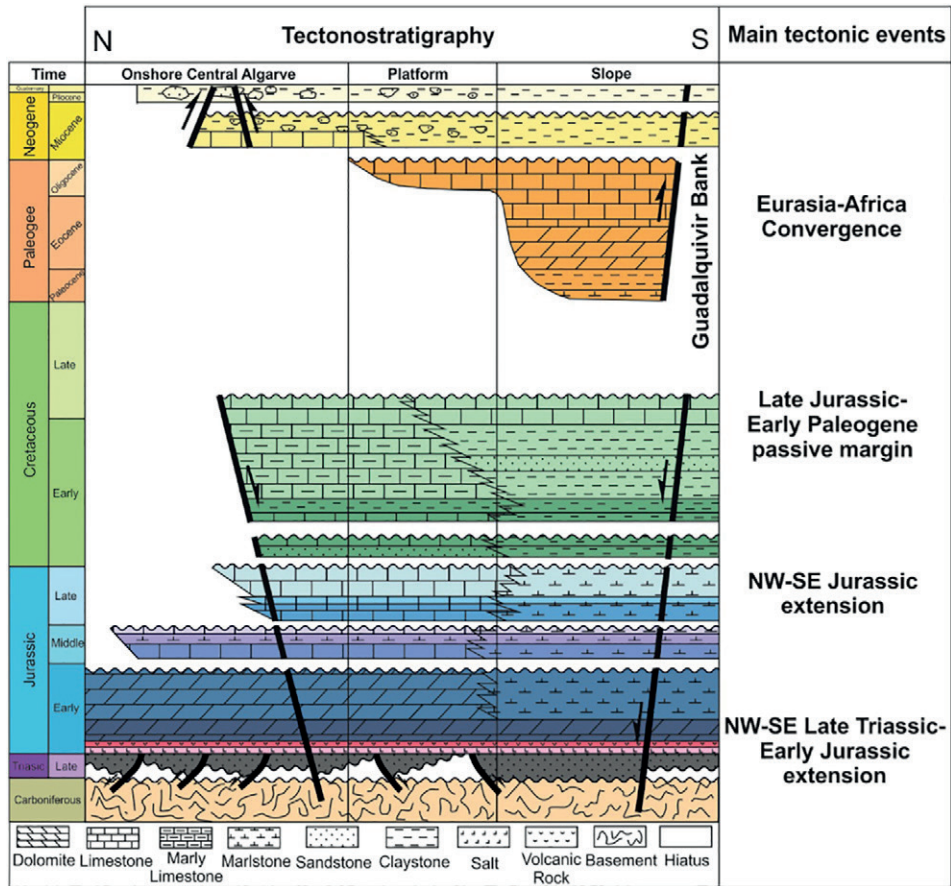 N Tectonostratigraphy S Main tectonic events
Time Onshore Central Algarve Platform Slope
Quaternary
Neogene
Pliocene
Miocene
Paleogee
Oligocene
Eocene
Paleocene
Guadalquivir Bank
Eurasia-Africa
Convergence
Cretaceous
Late
Early
Late Jurassic-
Early Paleogene
passive margin
Jurassic
Late
Middle
Early
NW-SE Jurassic
extension
NW-SE Late Triassic-
Early Jurassic
extension
Triasic Late
Carboniferous
Dolomite Limestone Marly Limestone Marlstone Sandstone Claystone Salt Volcanic Rock Basement Hiatus